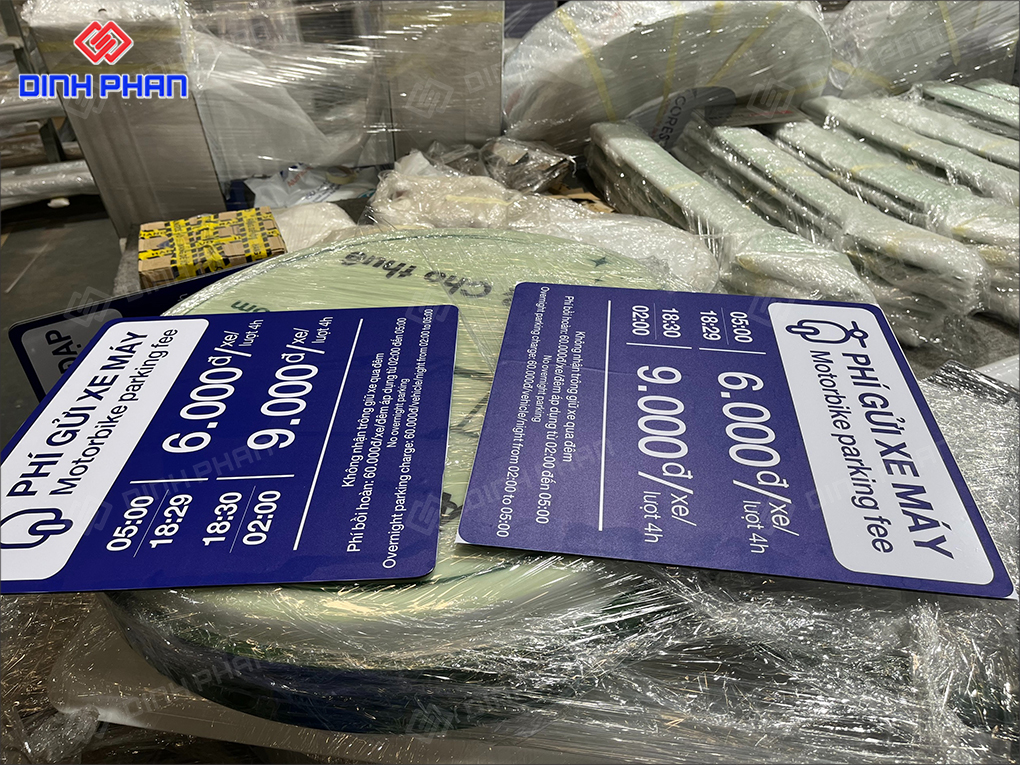 DINH PHAN
CORES
Cho thuê
ĐẠP
PHÍ GỬI XE MÁY
Motorbike parking fee
05:00
18:29
6.000đ/xe/
lượt 4h
18:30
02:00
9.000đ/xe/
lượt 4h
Không nhận trông giữ xe qua đêm
Phí bồi hoàn: 60.000đ/xe/đêm áp dụng từ 02:00 đến 05:00
No overnight parking
Overnight parking charge: 60.000đ/vehicle/night from 02:00 to 05:00
PHÍ GỬI XE MÁY
Motorbike parking fee
05:00
18:29
6.000đ/xe/
lượt 4h
18:30
02:00
9.000đ/xe/
lượt 4h
Không nhận trông giữ xe qua đêm
Phí bồi hoàn: 60.000đ/xe/đêm áp dụng từ 02:00 đến 05:00
No overnight parking
Overnight parking charge: 60.000đ/vehicle/night from 02:00 to 05:00